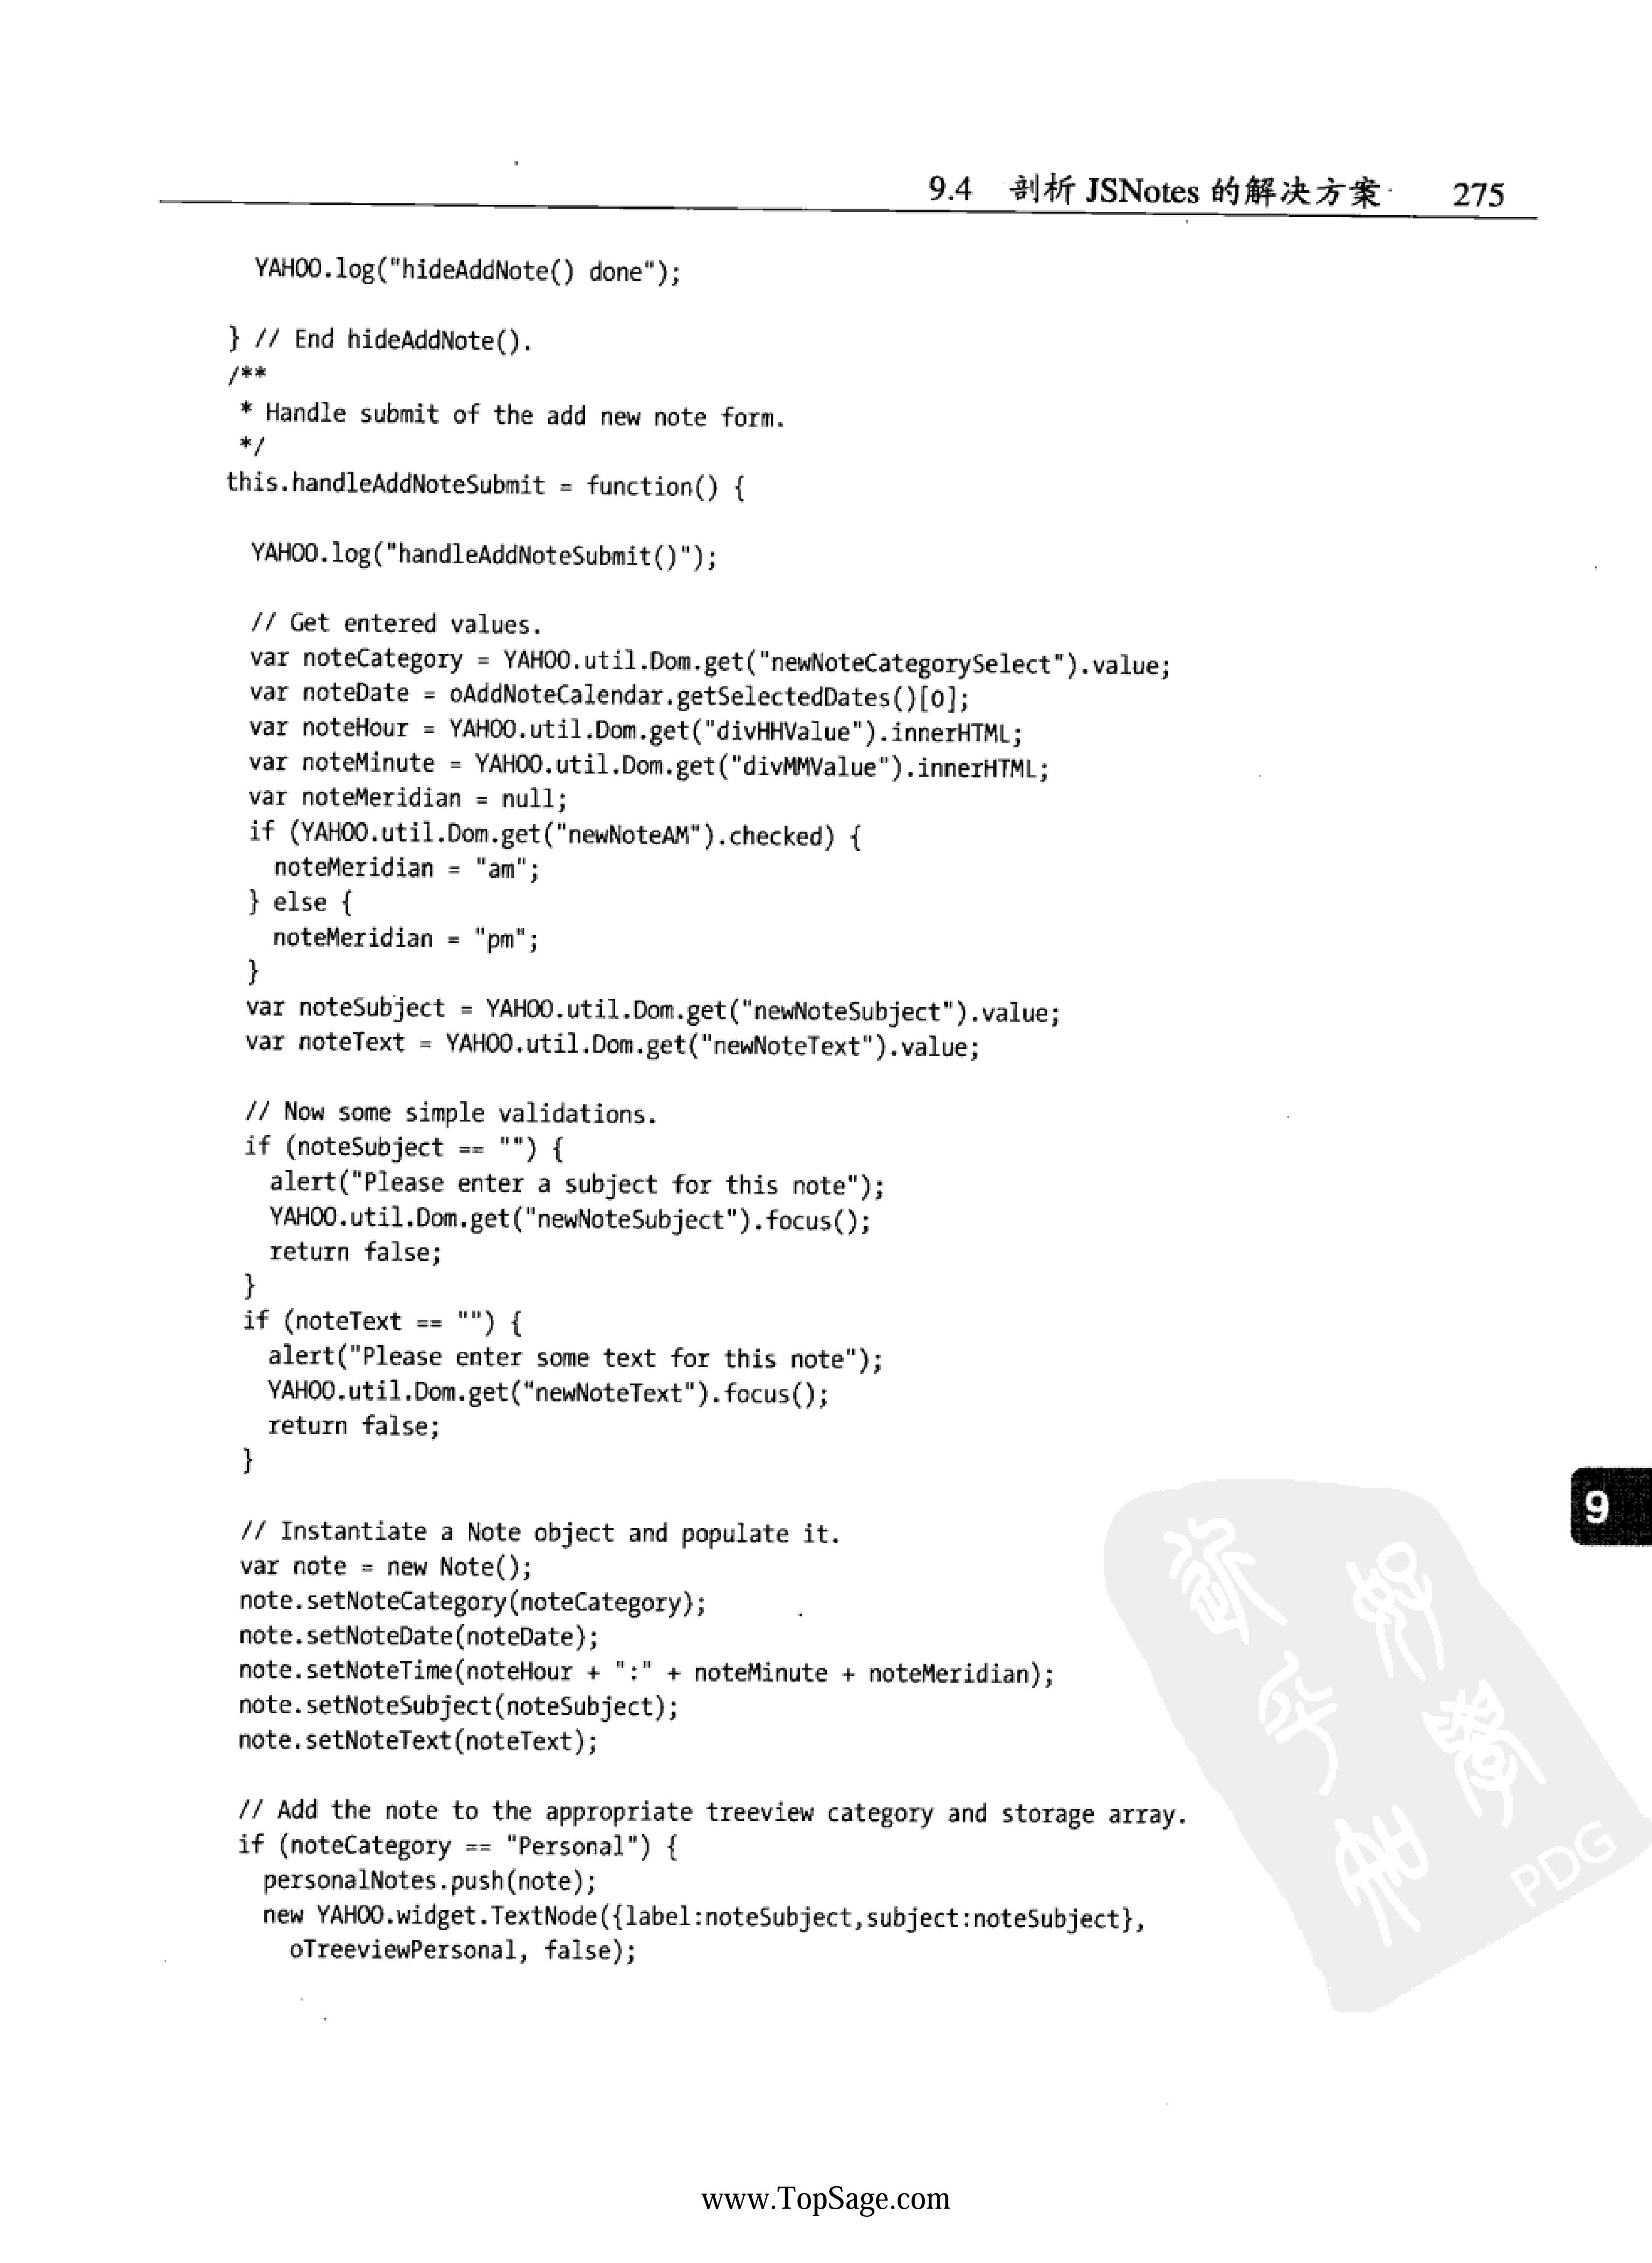 9.4 剖析 JSNotes 的解决方案 275
YAHOO.log("hideAddNote() done");
} // End hideAddNote().
/**
* Handle submit of the add new note form.
*/
this.handleAddNoteSubmit = function() {
YAHOO.log("handleAddNoteSubmit()");
// Get entered values.
var noteCategory = YAHOO.util.Dom.get("newNoteCategorySelect").value;
var noteDate = oAddNoteCalendar.getSelectedDates()[0];
var noteHour = YAHOO.util.Dom.get("divHHValue").innerHTML;
var noteMinute = YAHOO.util.Dom.get("divMMValue").innerHTML;
var noteMeridian = null;
if (YAHOO.util.Dom.get("newNoteAM").checked) {
noteMeridian = "am";
} else {
noteMeridian = "pm";
}
var noteSubject = YAHOO.util.Dom.get("newNoteSubject").value;
var noteText = YAHOO.util.Dom.get("newNoteText").value;
// Now some simple validations.
if (noteSubject == "") {
alert("Please enter a subject for this note");
YAHOO.util.Dom.get("newNoteSubject").focus();
return false;
}
if (noteText == "") {
alert("Please enter some text for this note");
YAHOO.util.Dom.get("newNoteText").focus();
return false;
}
// Instantiate a Note object and populate it.
var note = new Note();
note.setNoteCategory(noteCategory);
note.setNoteDate(noteDate);
note.setNoteTime(noteHour + ":" + noteMinute + noteMeridian);
note.setNoteSubject(noteSubject);
note.setNoteText(noteText);
// Add the note to the appropriate treeview category and storage array.
if (noteCategory == "Personal") {
personalNotes.push(note);
new YAHOO.widget.TextNode({label:noteSubject,subject:noteSubject},
oTreeviewPersonal, false);
9
PDG
www.TopSage.com